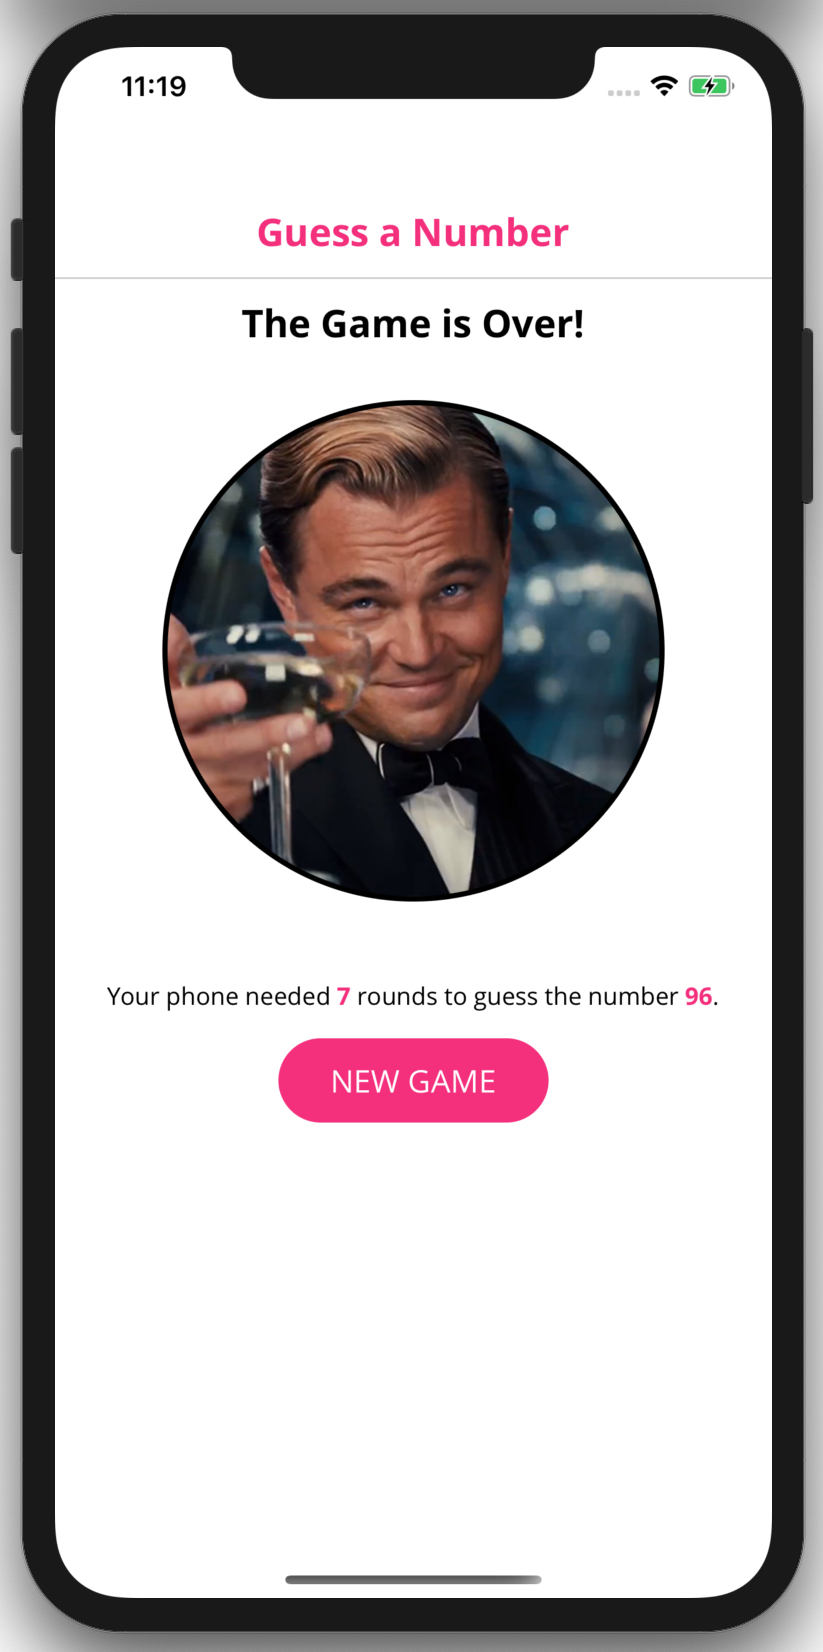 11:19
Guess a Number
The Game is Over!
Your phone needed 7 rounds to guess the number 96.
NEW GAME